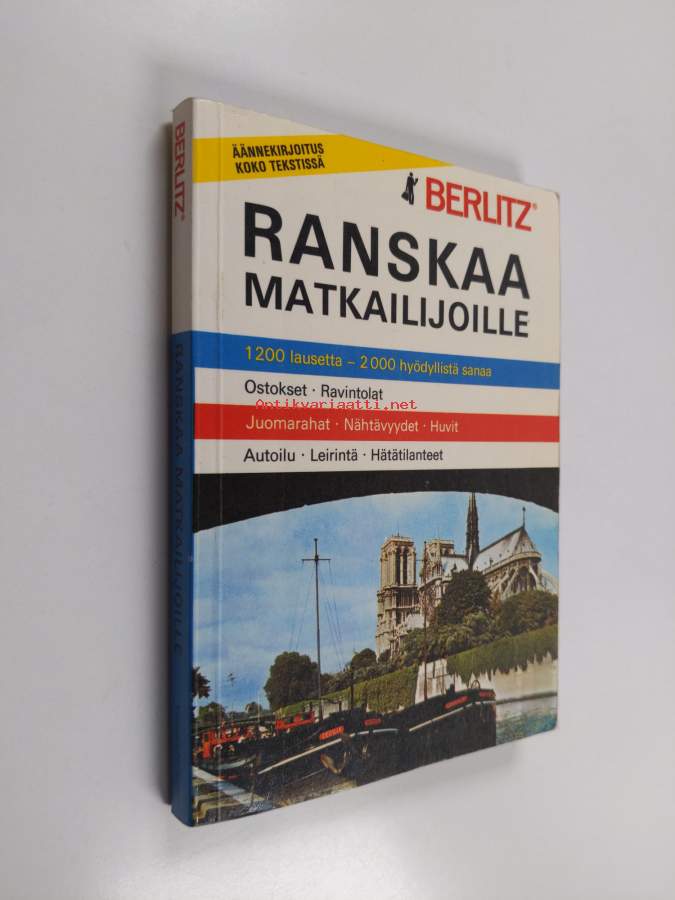 ÄÄNNEKIRJOITUS
KOKO TEKSTISSÄ
BERLITZ®
RANSKAA
MATKAILIJOILLE
1200 lausetta – 2000 hyödyllistä sanaa
Ostokset · Ravintolat
Antikvariaatti.net
Juomarahat · Nähtävyydet · Huvit
Autoilu · Leirintä · Hätätilanteet
BERLITZ®
RANSKAA MATKAILIJOILLE